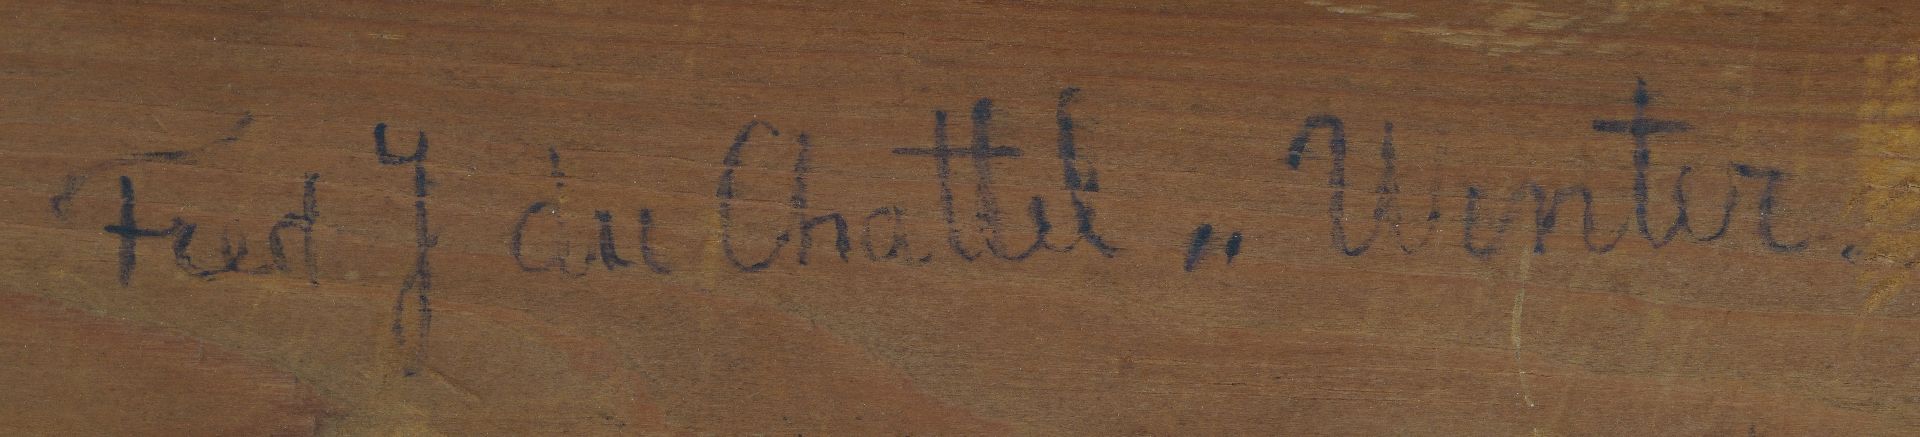 Fred J du Chattel „ Winter.